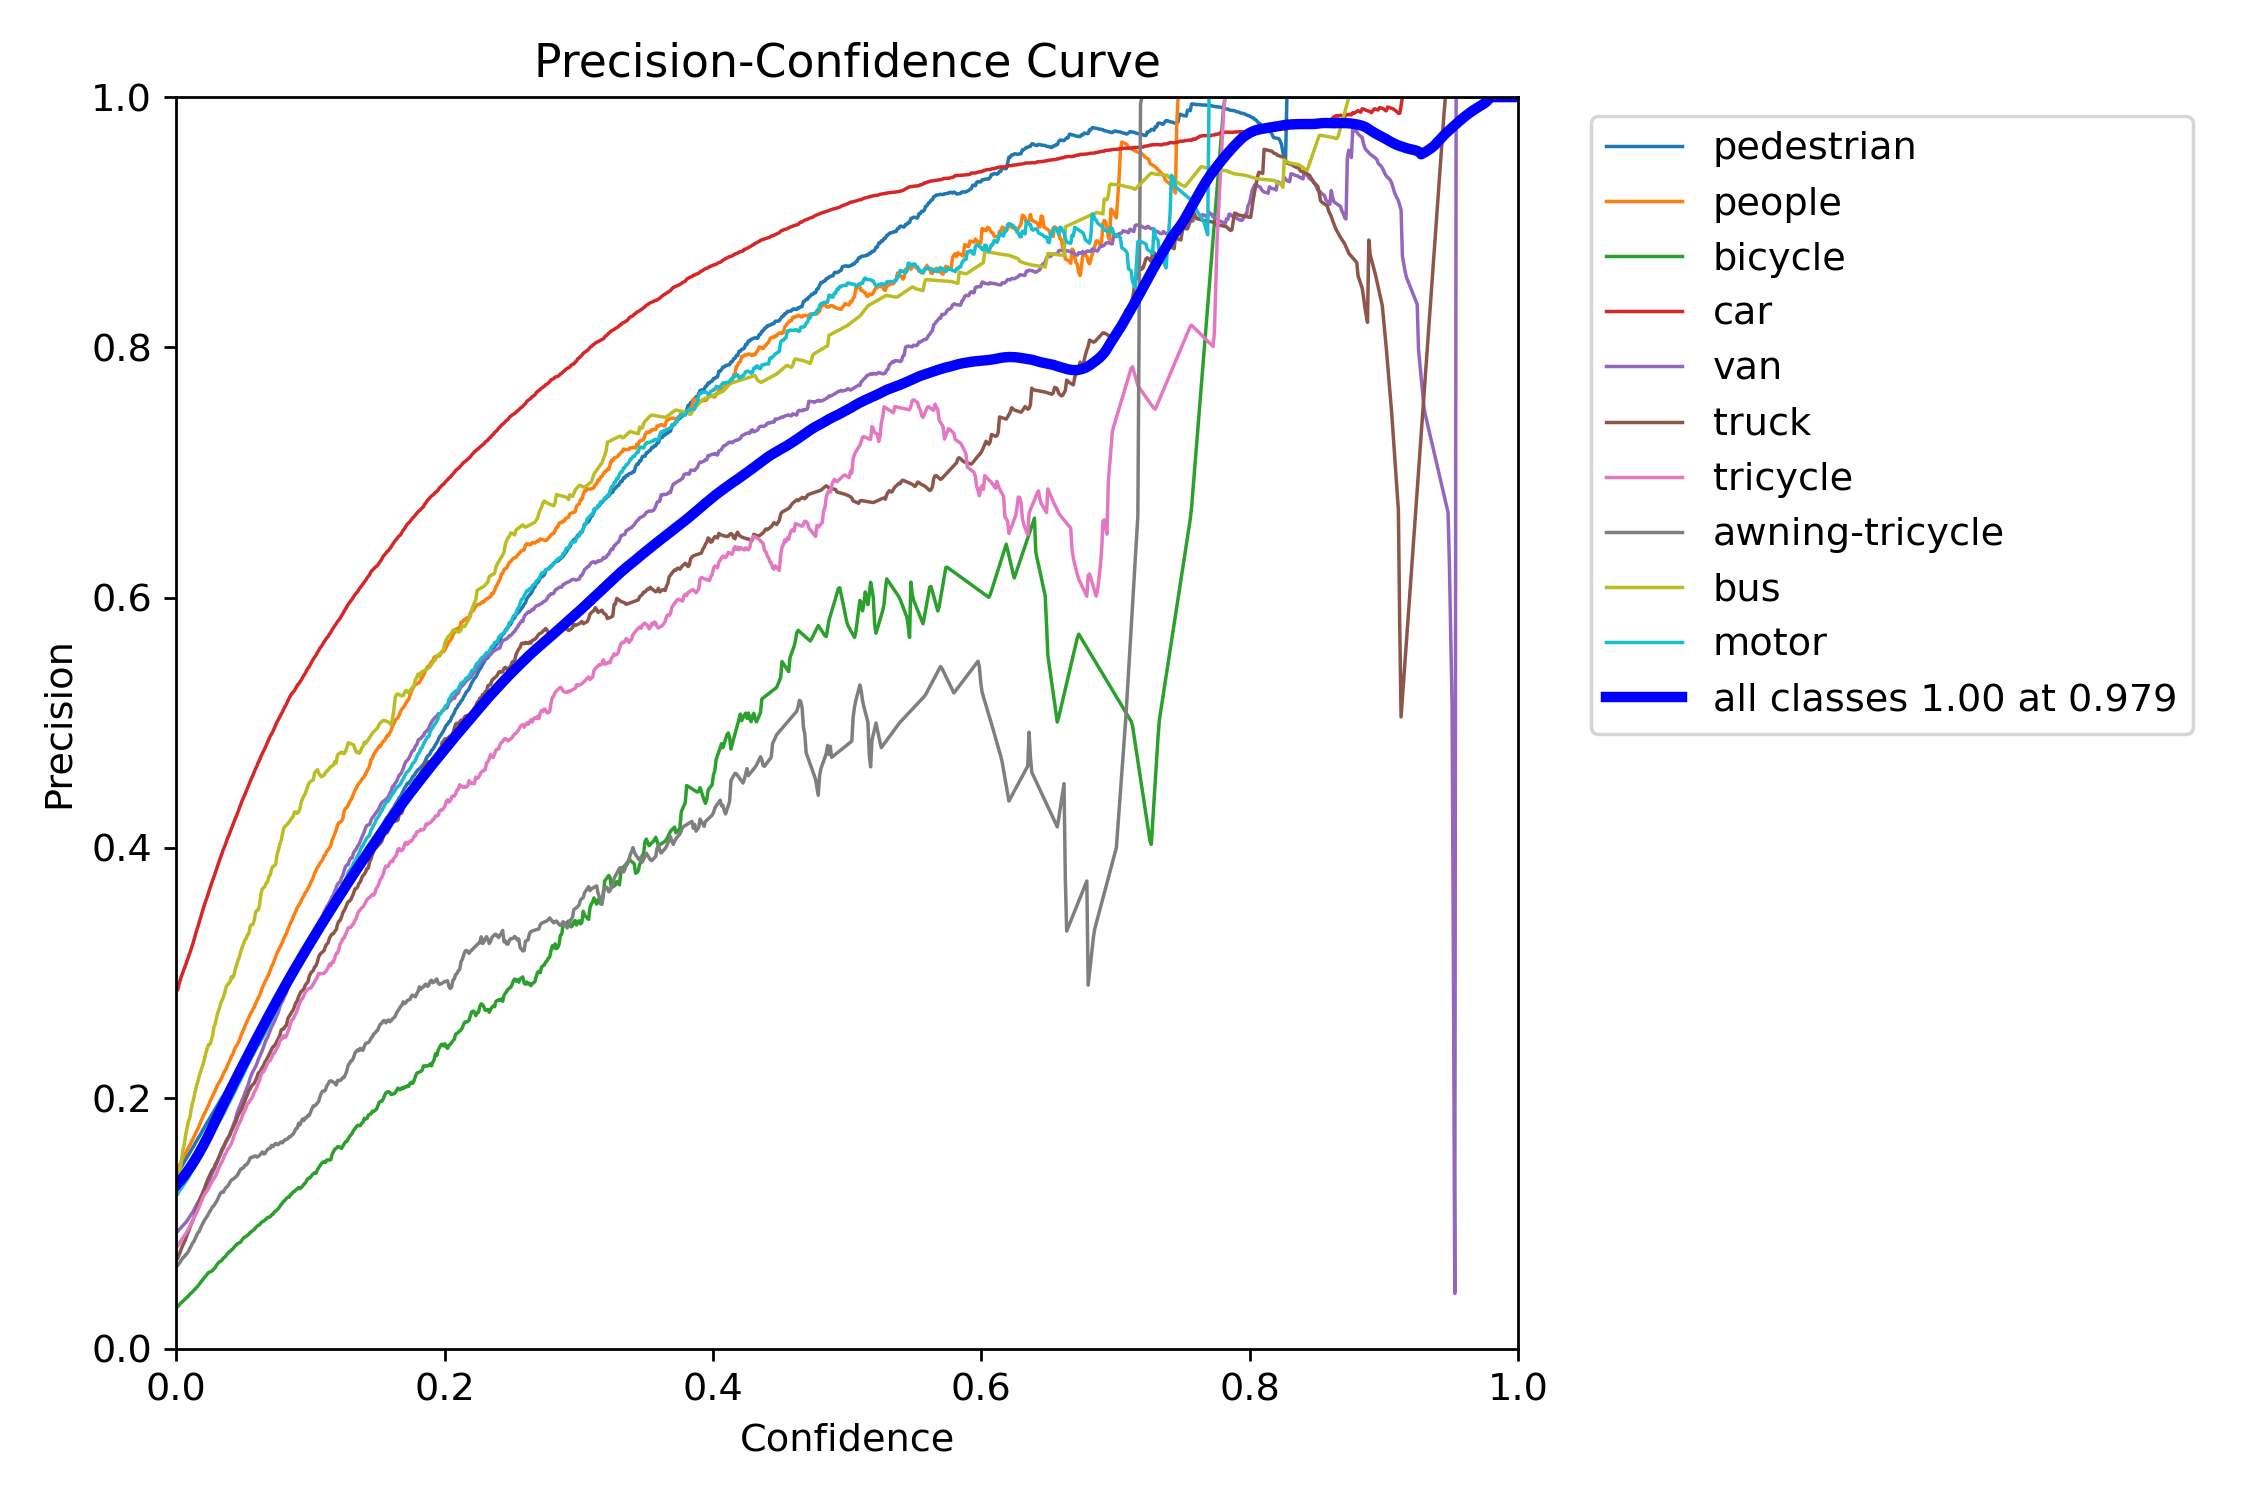 Precision-Confidence Curve
1.0
0.8
0.6
0.4
0.2
0.0
Precision
0.0 0.2 0.4 0.6 0.8 1.0
Confidence
pedestrian
people
bicycle
car
van
truck
tricycle
awning-tricycle
bus
motor
all classes 1.00 at 0.979